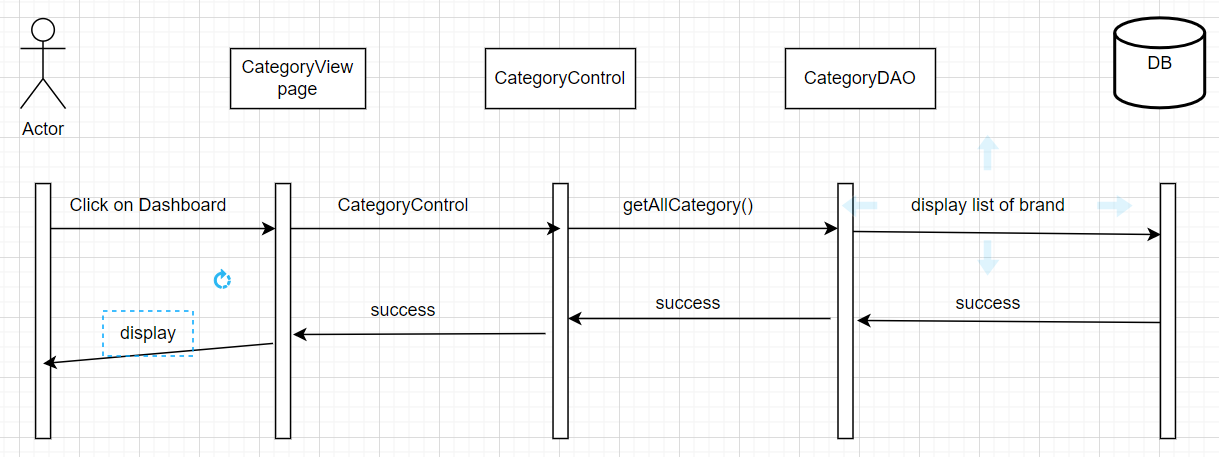 CategoryView
page
CategoryControl
CategoryDAO
DB
Actor
Click on Dashboard
CategoryControl
getAllCategory()
display list of brand
display
success
success
success